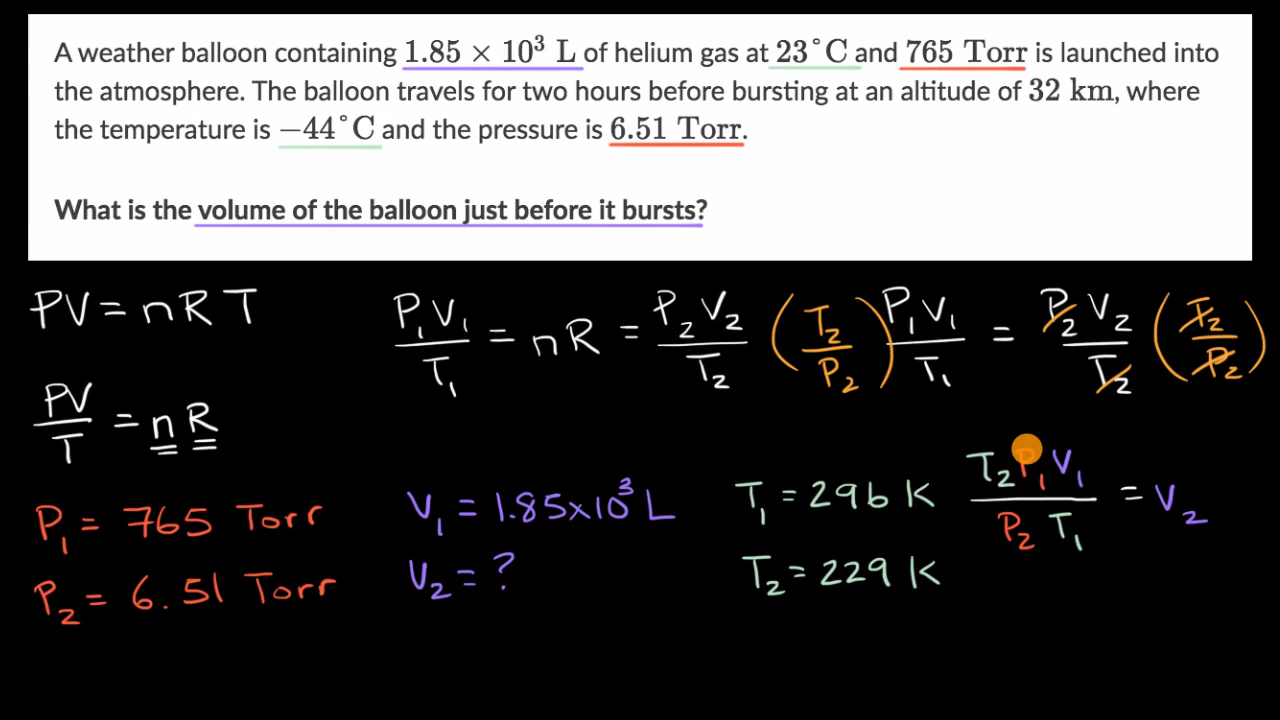 A weather balloon containing 1.85 × 10³ L of helium gas at 23°C and 765 Torr is launched into
the atmosphere. The balloon travels for two hours before bursting at an altitude of 32 km, where
the temperature is −44°C and the pressure is 6.51 Torr.
What is the volume of the balloon just before it bursts?
PV = nRT
P₁V₁/T₁ = nR = P₂V₂/T₂
(T₂/P₂) P₁V₁/T₁ = P₂V₂/T₂ (T₂/P₂)
PV/T = nR
P₁ = 765 Torr
P₂ = 6.51 Torr
V₁ = 1.85x10³ L
V₂ = ?
T₁ = 296 K
T₂ = 229 K
T₂P₁V₁/P₂T₁ = V₂